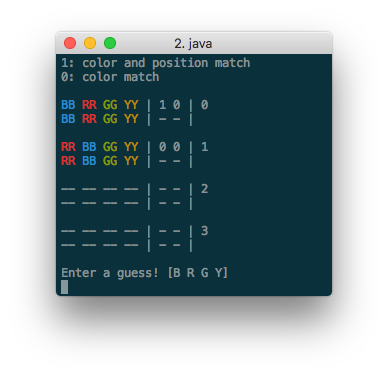 2. java
1: color and position match
0: color match
BB RR GG YY | 1 0 | 0
BB RR GG YY | - - |
RR BB GG YY | 0 0 | 1
RR BB GG YY | - - |
-- -- -- -- | - - | 2
-- -- -- -- | - - |
-- -- -- -- | - - | 3
-- -- -- -- | - - |
Enter a guess! [B R G Y]